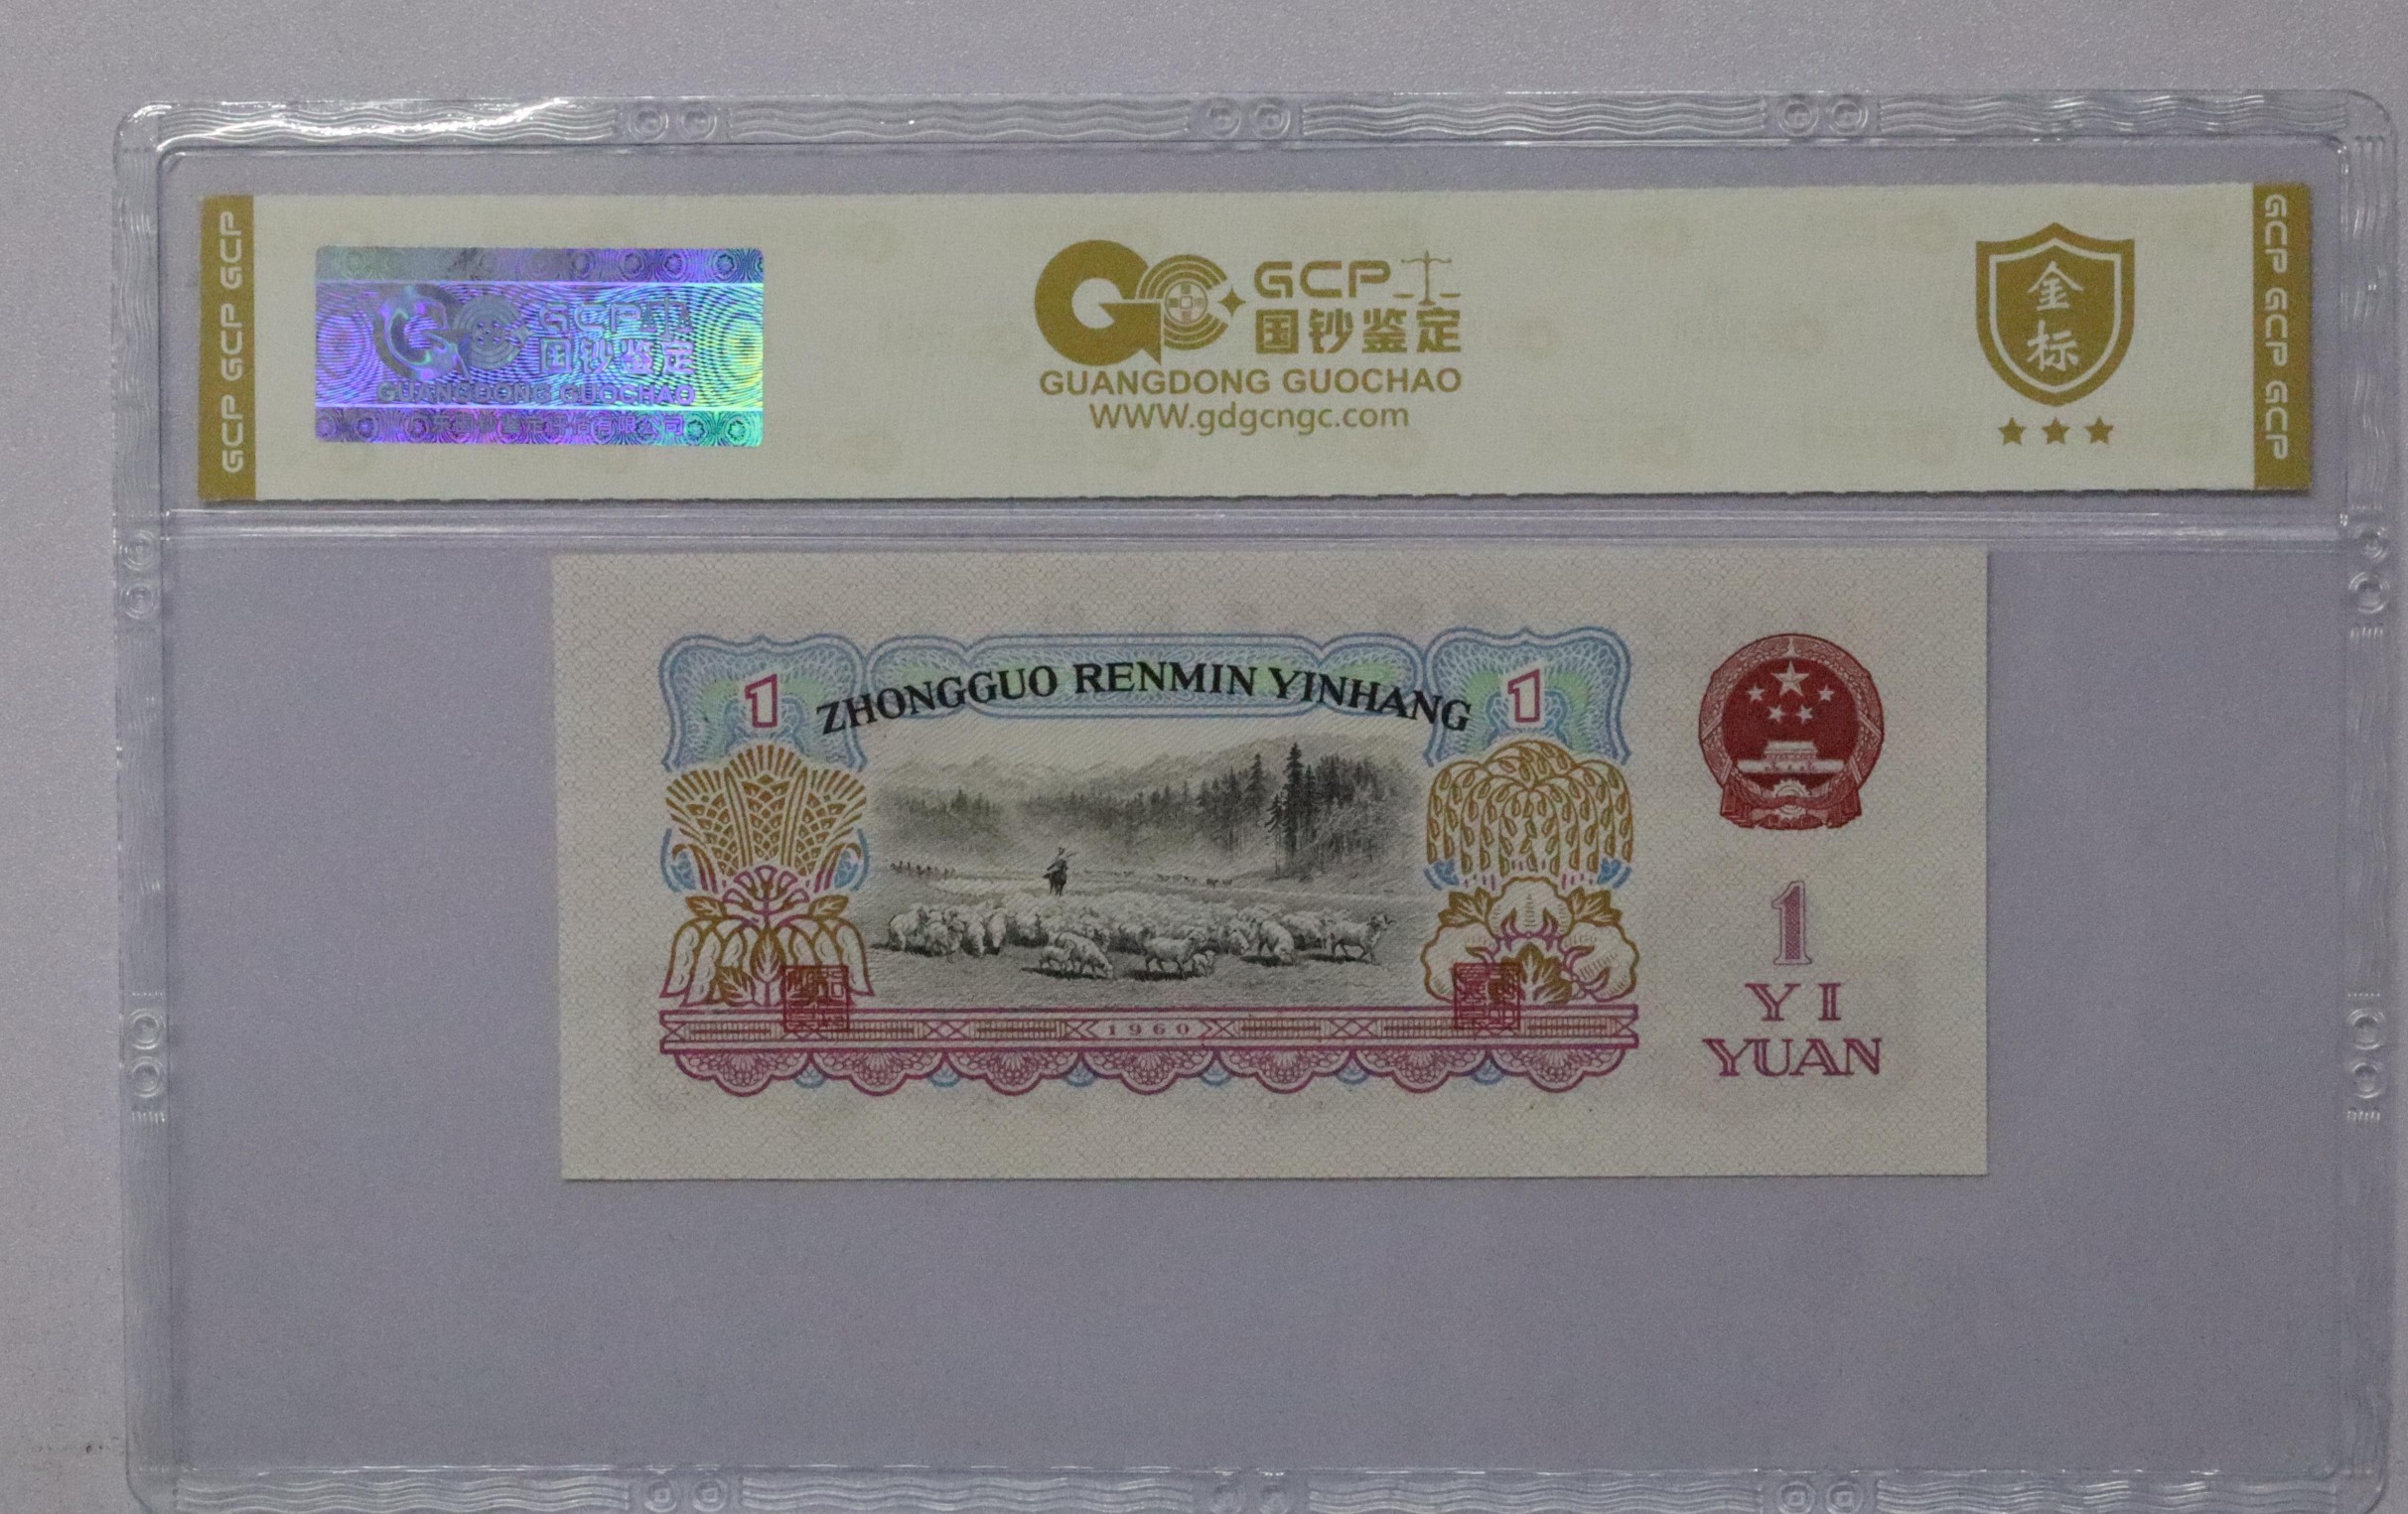 GCP GCP GCP
GCP
国钞鉴定
GUANGDONG GUOCHAO
GCP
国钞鉴定
GUANGDONG GUOCHAO
WWW.gdgcngc.com
金
标
GCP GCP GCP
1
ZHONGGUO RENMIN YINHANG
1
1
YI
YUAN
1960